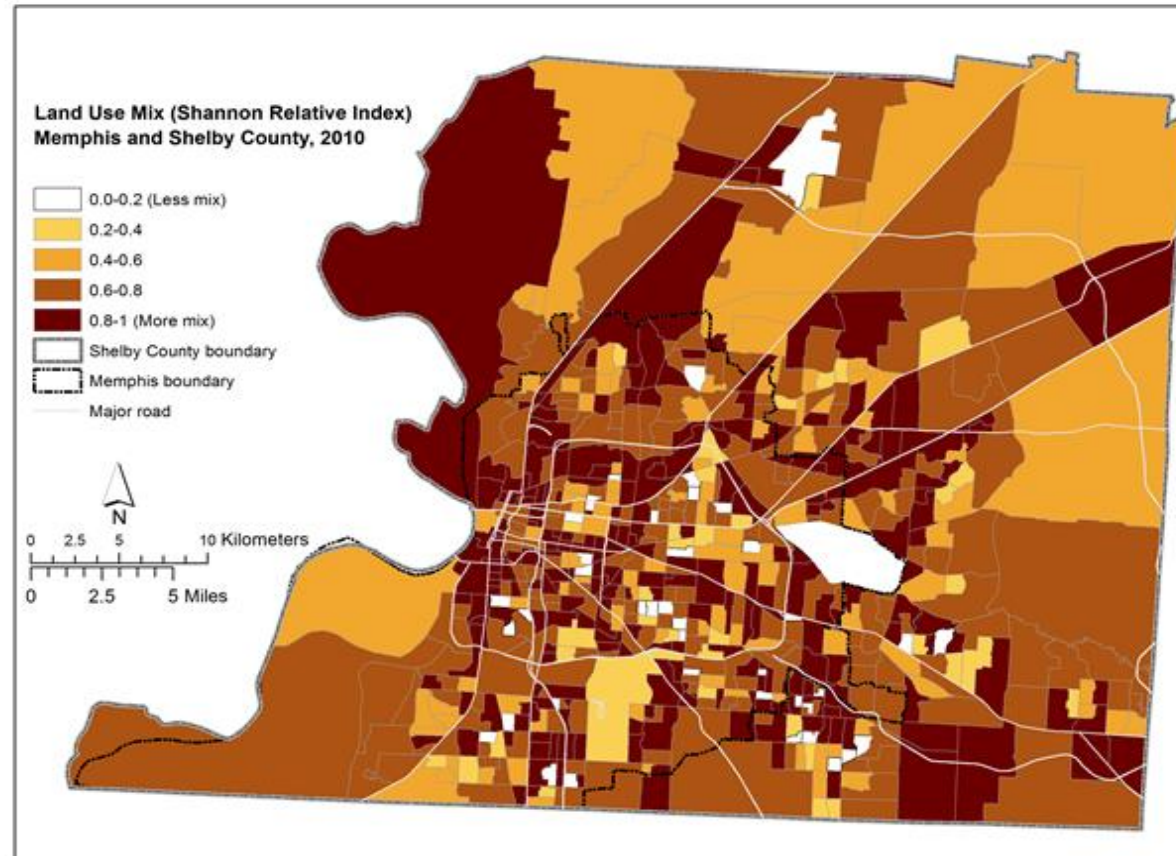 Land Use Mix (Shannon Relative Index)
Memphis and Shelby County, 2010
0.0-0.2 (Less mix)
0.2-0.4
0.4-0.6
0.6-0.8
0.8-1 (More mix)
Shelby County boundary
Memphis boundary
Major road
N
0 2.5 5 10 Kilometers
0 2.5 5 Miles